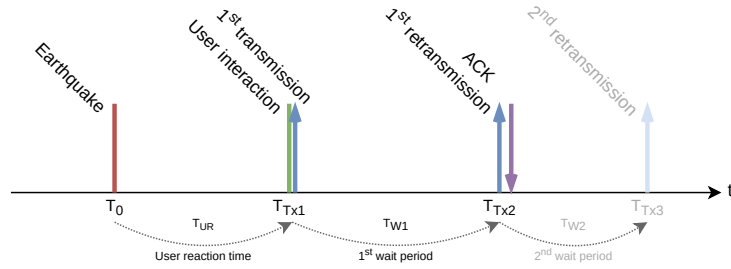 Earthquake
1st transmission
User interaction
1st retransmission
ACK
2nd retransmission
t
T0
TTx1
TTx2
TTx3
TUR
TW1
TW2
User reaction time
1st wait period
2nd wait period